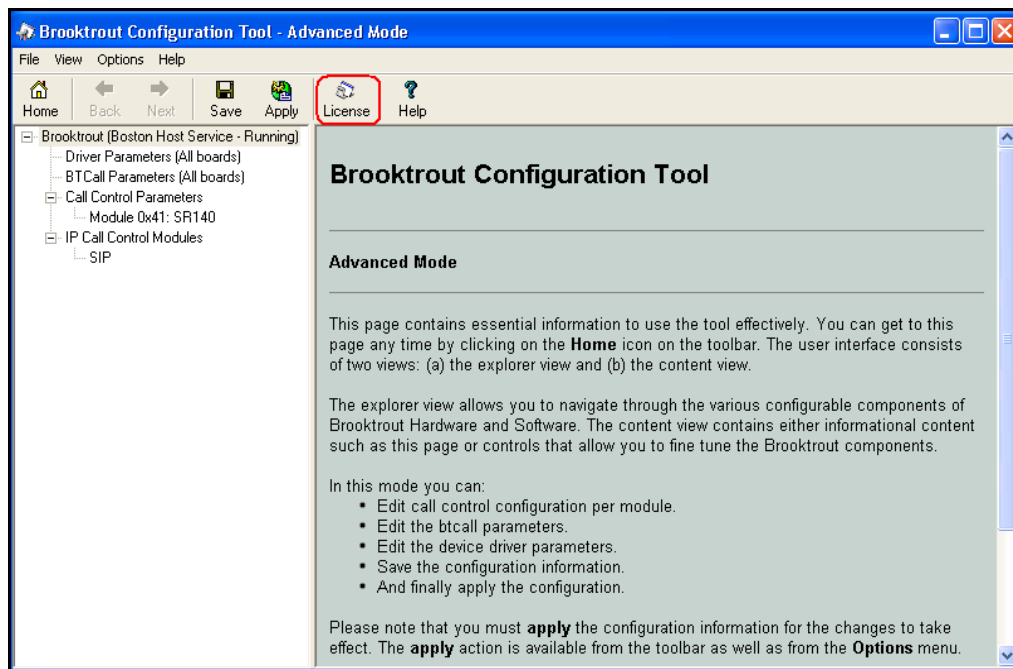 Brooktrout Configuration Tool - Advanced Mode
File View Options Help
Home Back Next Save Apply License Help
Brooktrout (Boston Host Service - Running)
Driver Parameters (All boards)
BTCall Parameters (All boards)
Call Control Parameters
Module 0x41: SR140
IP Call Control Modules
SIP
Brooktrout Configuration Tool
Advanced Mode
This page contains essential information to use the tool effectively. You can get to this
page any time by clicking on the Home icon on the toolbar. The user interface consists
of two views: (a) the explorer view and (b) the content view.
The explorer view allows you to navigate through the various configurable components of
Brooktrout Hardware and Software. The content view contains either informational content
such as this page or controls that allow you to fine tune the Brooktrout components.
In this mode you can:
• Edit call control configuration per module.
• Edit the btcall parameters.
• Edit the device driver parameters.
• Save the configuration information.
• And finally apply the configuration.
Please note that you must apply the configuration information for the changes to take
effect. The apply action is available from the toolbar as well as from the Options menu.